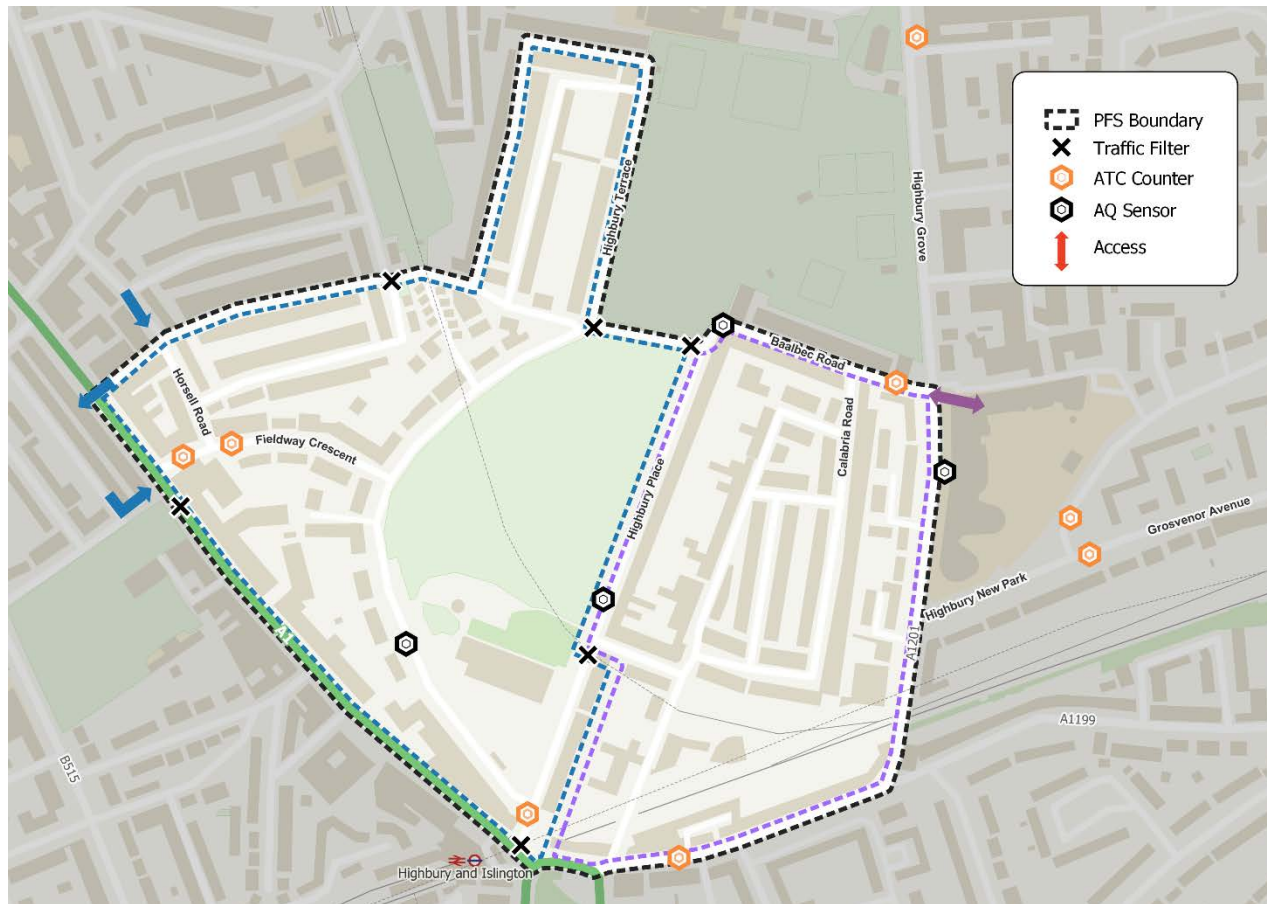 PFS Boundary
Traffic Filter
ATC Counter
AQ Sensor
Access
Highbury Grove
Highbury Terrace
Baalbec Road
Horsell Road
Calabria Road
Fieldway Crescent
Highbury Place
Grosvenor Avenue
Highbury New Park
A1
A1201
A1199
B515
Highbury and Islington